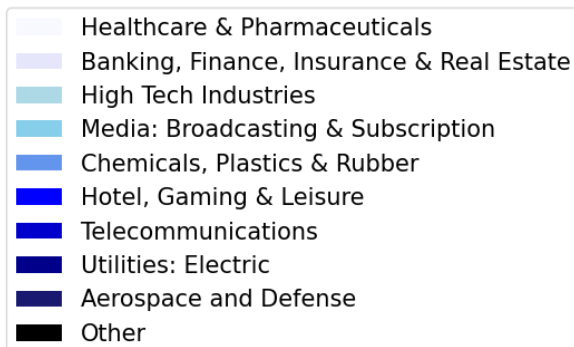 Healthcare & Pharmaceuticals
Banking, Finance, Insurance & Real Estate
High Tech Industries
Media: Broadcasting & Subscription
Chemicals, Plastics & Rubber
Hotel, Gaming & Leisure
Telecommunications
Utilities: Electric
Aerospace and Defense
Other